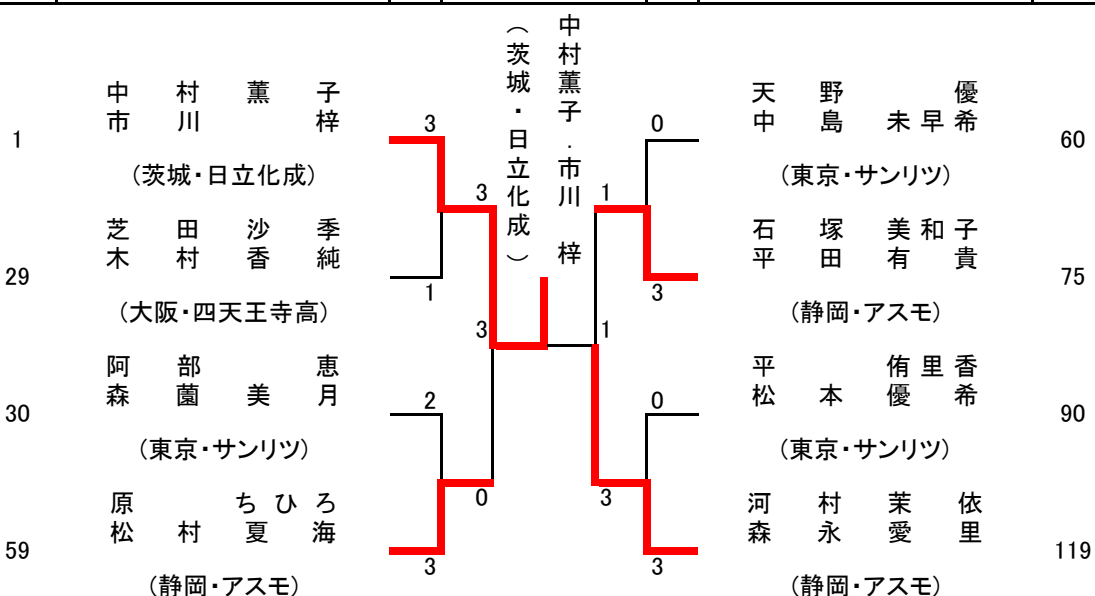 中村薫子・市川 梓
（茨城・日立化成）
1
中村薫子
市川梓
（茨城・日立化成）
3
29
芝田沙季
木村香純
（大阪・四天王寺高）
1
3
30
阿部恵
森薗美月
（東京・サンリツ）
2
59
原ちひろ
松村夏海
（静岡・アスモ）
3
0
3
天野優
中島未早希
（東京・サンリツ）
0
60
石塚美和子
平田有貴
（静岡・アスモ）
3
75
1
平侑里香
松本優希
（東京・サンリツ）
0
90
河村茉依
森永愛里
（静岡・アスモ）
3
119
3
1